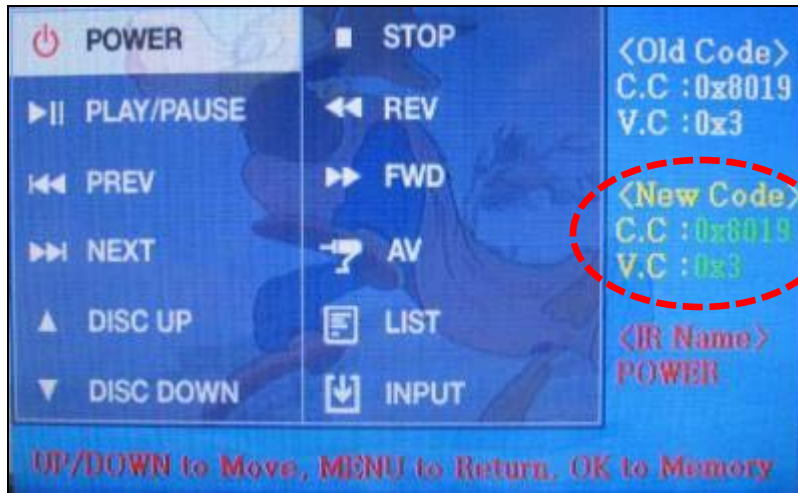 POWER
PLAY/PAUSE
PREV
NEXT
DISC UP
DISC DOWN
STOP
REV
FWD
AV
LIST
INPUT
<Old Code>
C.C :0x8019
V.C :0x3
<New Code>
C.C :0x8019
V.C :0x3
<IR Name>
POWER
UP/DOWN to Move, MENU to Return, OK to Memory